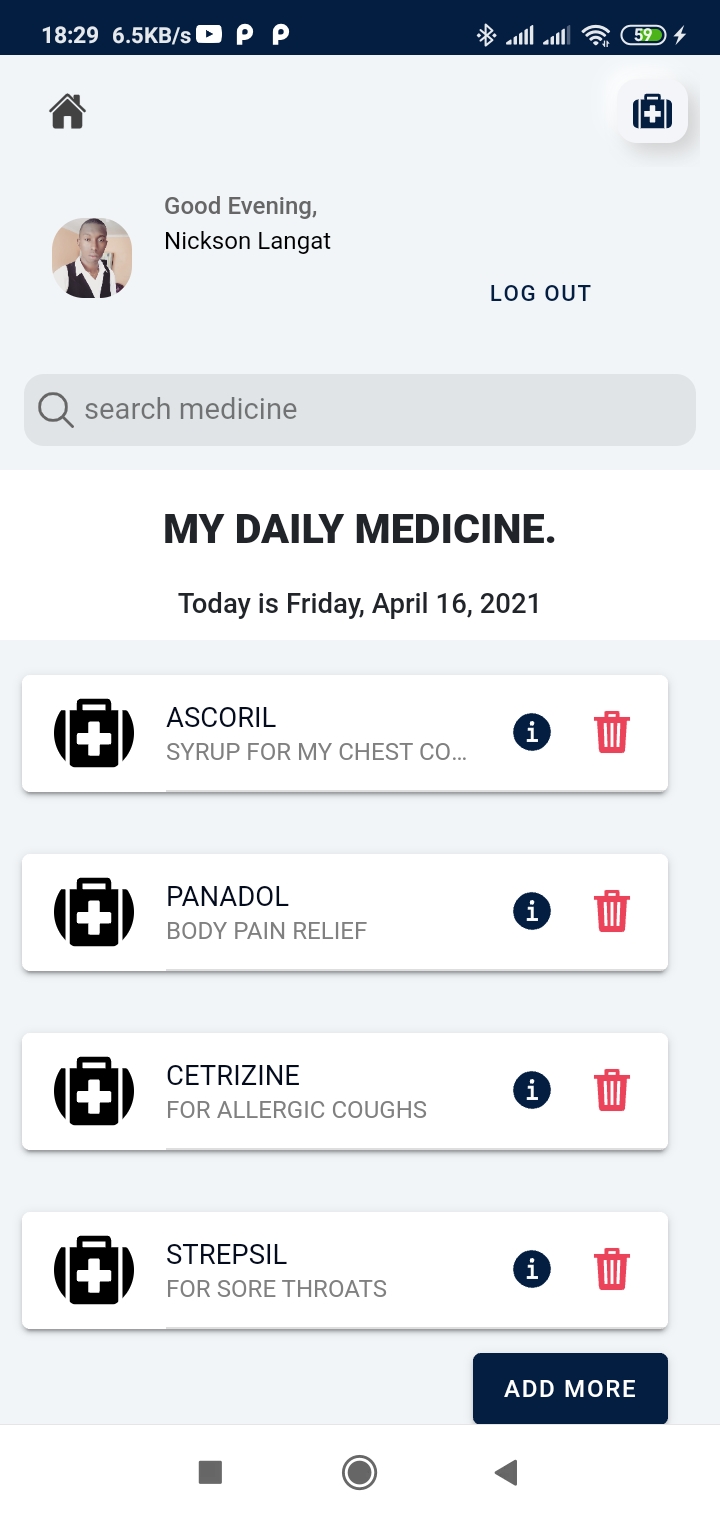 18:29 6.5KB/s 59
Good Evening,
Nickson Langat
LOG OUT
search medicine
MY DAILY MEDICINE.
Today is Friday, April 16, 2021
ASCORIL
SYRUP FOR MY CHEST CO...
PANADOL
BODY PAIN RELIEF
CETRIZINE
FOR ALLERGIC COUGHS
STREPSIL
FOR SORE THROATS
ADD MORE